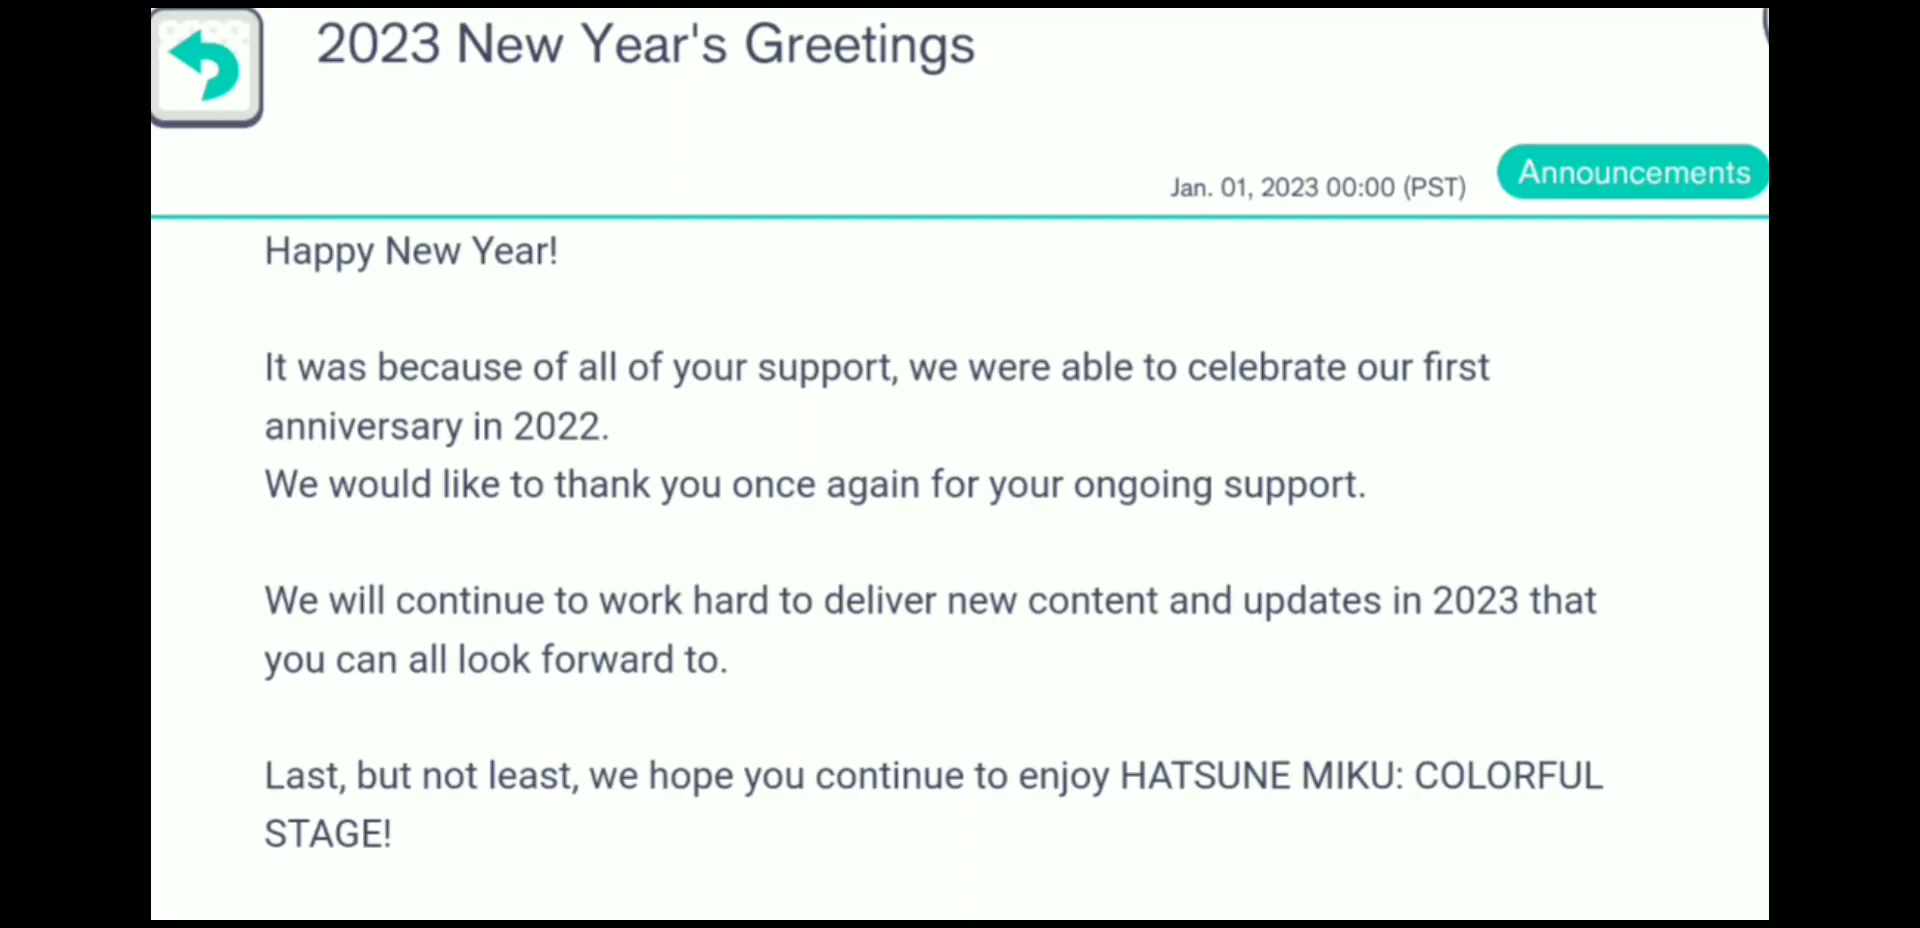 2023 New Year's Greetings
Jan. 01, 2023 00:00 (PST)
Announcements
Happy New Year!
It was because of all of your support, we were able to celebrate our first
anniversary in 2022.
We would like to thank you once again for your ongoing support.
We will continue to work hard to deliver new content and updates in 2023 that
you can all look forward to.
Last, but not least, we hope you continue to enjoy HATSUNE MIKU: COLORFUL
STAGE!